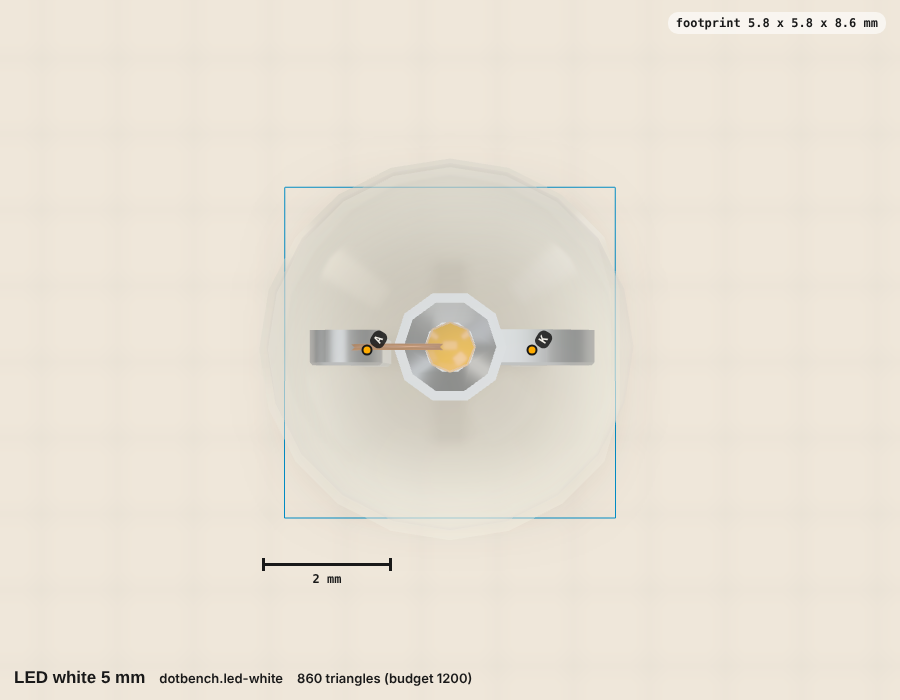 footprint 5.8 x 5.8 x 8.6 mm
A
K
2 mm
LED white 5 mm dotbench.led-white 860 triangles (budget 1200)